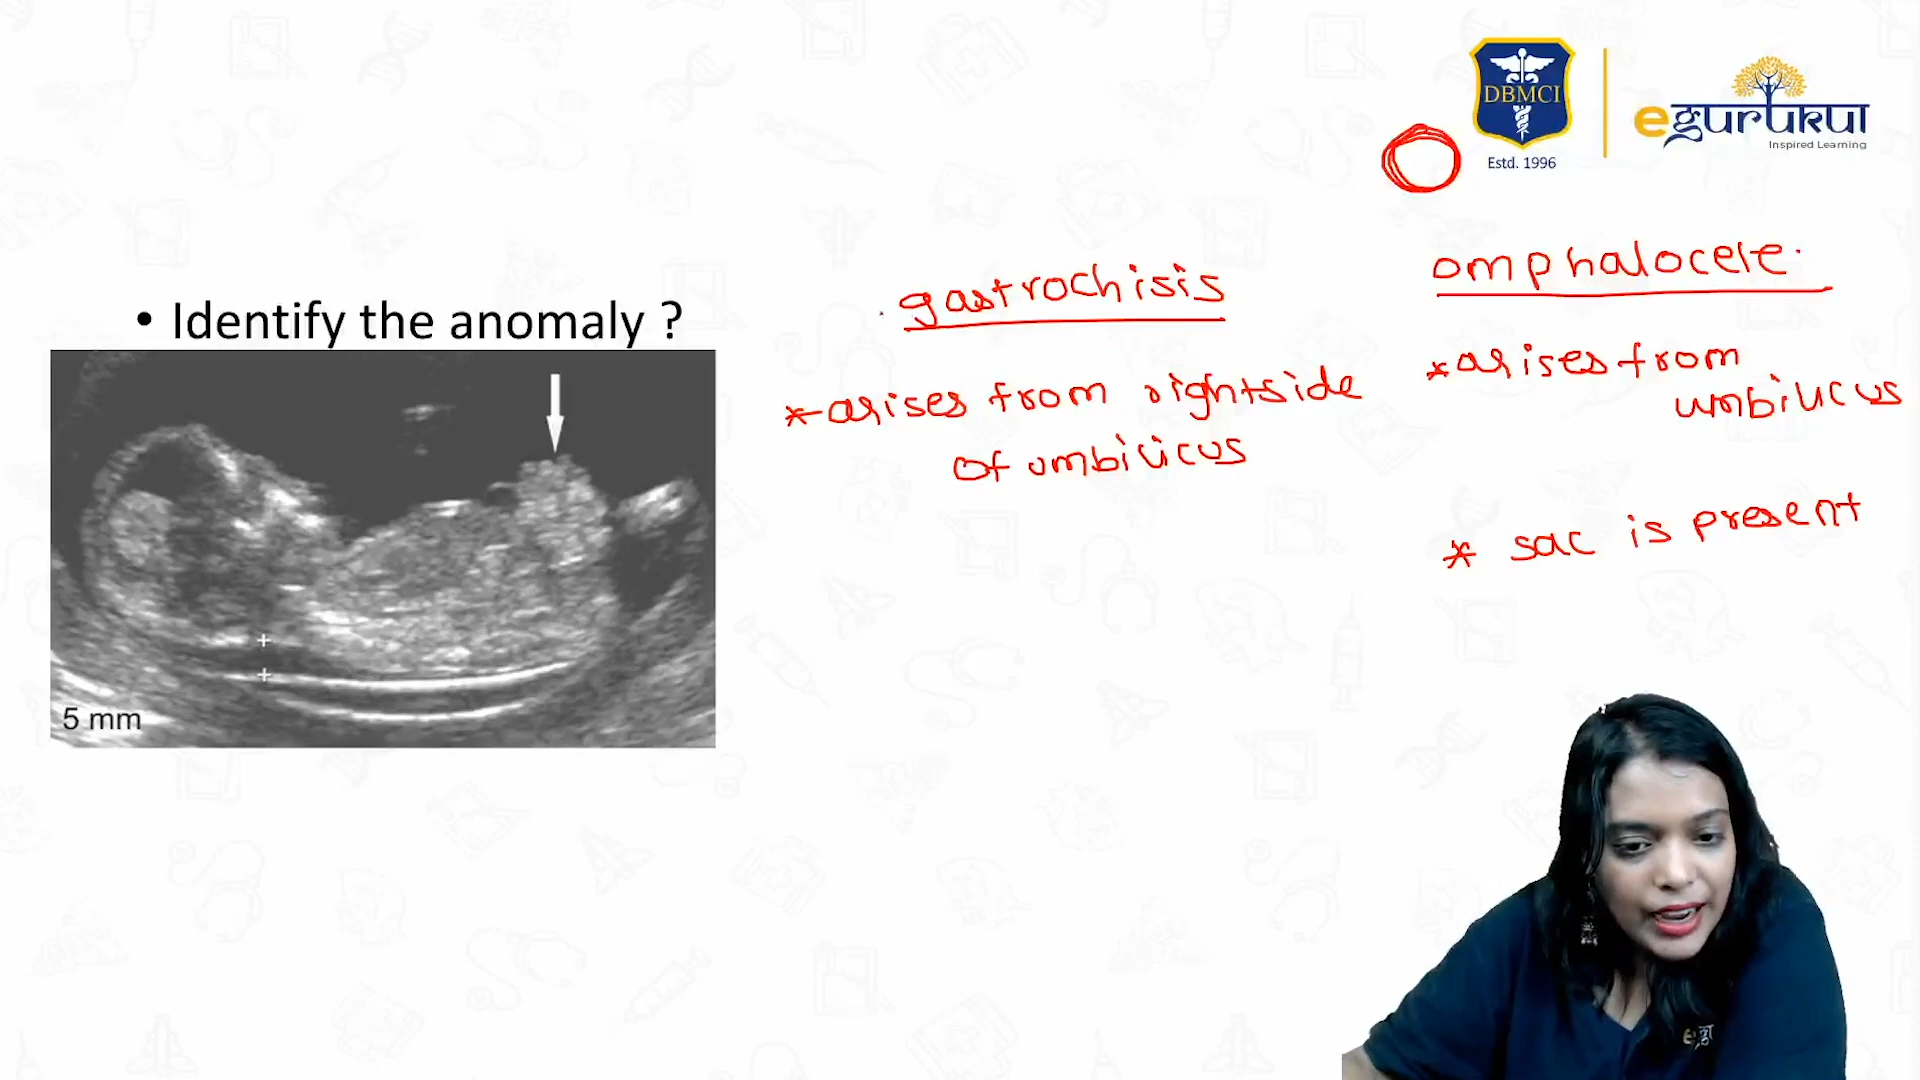 DBMCI
Estd. 1996
egurukul
Inspired Learning
• Identify the anomaly ?
5 mm
gastrochisis
*arises from rightside
of umbilicus
omphalocele.
*arises from
umbilicus
* sac is present